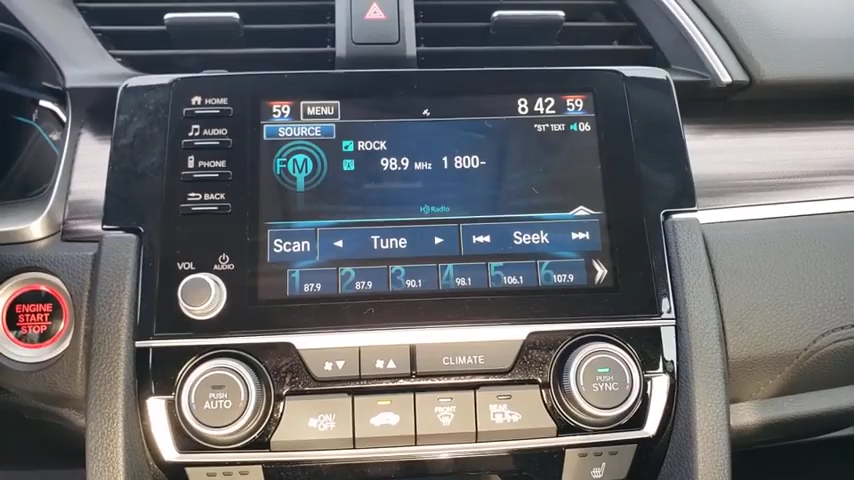 HOME
AUDIO
PHONE
BACK
VOL AUDIO
59 MENU 8 42 59
SOURCE "ST" TEXT 06
FM ROCK
98.9 MHz 1 800-
HD Radio
Scan Tune Seek
1 87.9 2 87.9 3 90.1 4 98.1 5 106.1 6 107.9
ENGINE
START
STOP
CLIMATE
PUSH
AUTO
ON/
OFF
FRONT
REAR
PUSH
SYNC